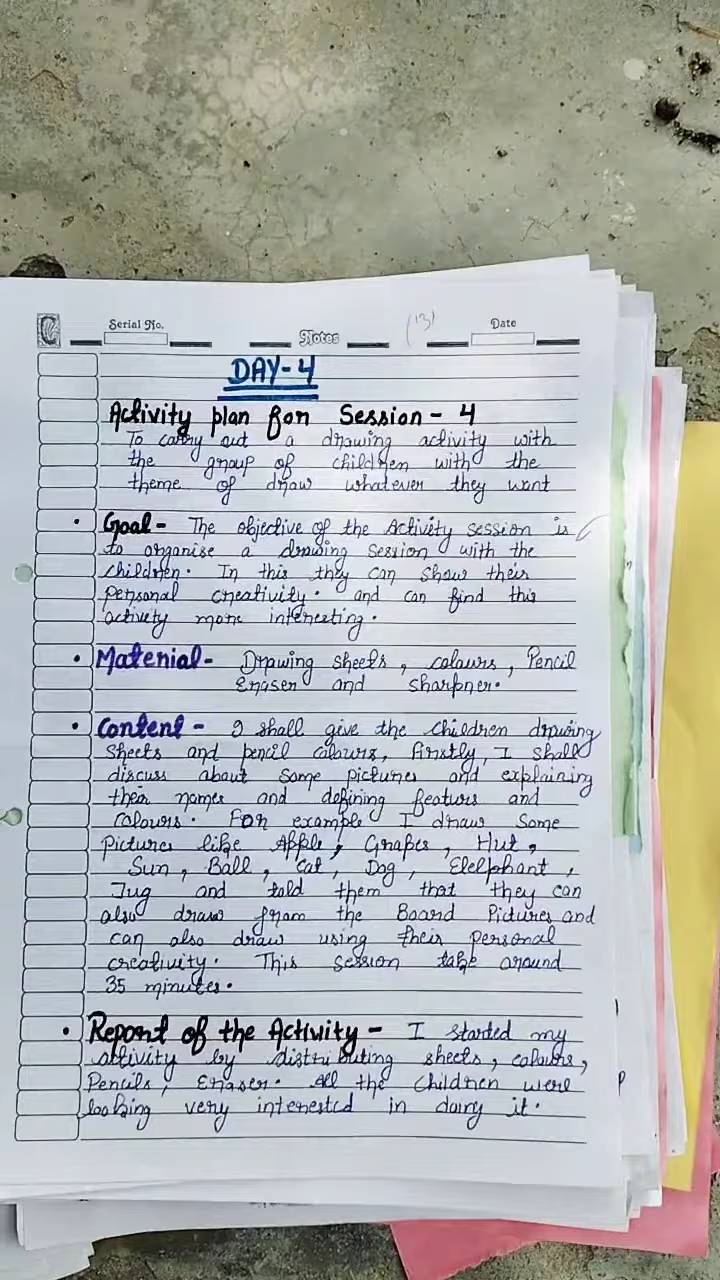 Serial No.
Notes
(13)
Date
DAY-4
Activity plan for Session - 4
To carry out a drawing activity with
the group of children with the
theme of draw whatever they want
• Goal - The objective of the Activity session is
to organise a drawing session with the
children. In this they can show their
personal creativity. and can find this
activity more interesting.
• Material - Drawing sheets, colours, Pencil
Eraser and sharpner.
• Content - I shall give the children drawing
sheets and pencil colours, firstly, I shall
discuss about some pictures and explaining
their names and defining featurs and
colours. For example I draw some
pictures like Apple, Grapes, Hut,
Sun, Ball, Cat, Dog, Elelphant,
Jug and told them that they can
also draw from the Board Pictures and
can also draw using their personal
creativity. This session take around
35 minutes.
• Report of the Activity - I started my
activity by distributing sheets, colours,
Pencils, Eraser. All the children were
looking very interested in doing it.